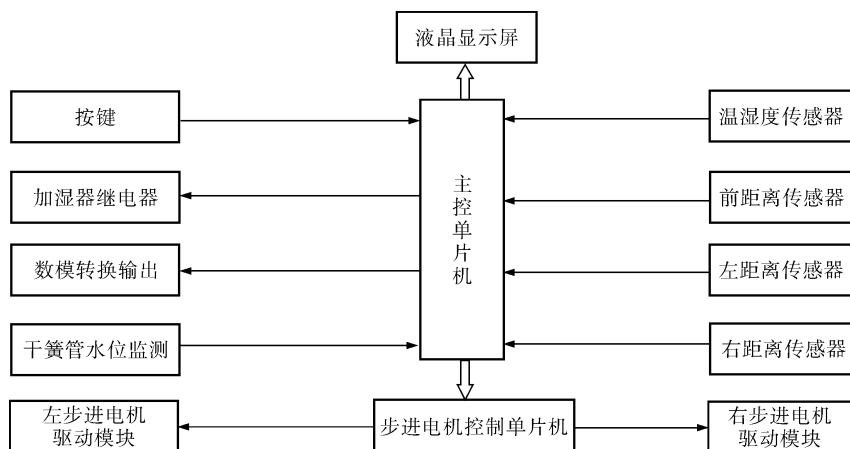 液晶显示屏
按键
温湿度传感器
主控单片机
加湿器继电器
前距离传感器
数模转换输出
左距离传感器
干簧管水位监测
右距离传感器
左步进电机
驱动模块
步进电机控制单片机
右步进电机
驱动模块